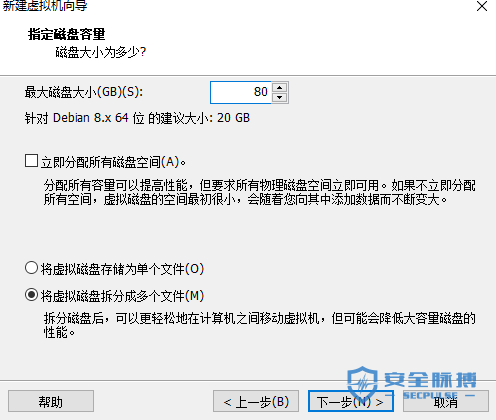 新建虚拟机向导
指定磁盘容量
磁盘大小为多少?
最大磁盘大小(GB)(S): 80
针对 Debian 8.x 64 位 的建议大小: 20 GB
立即分配所有磁盘空间(A)。
分配所有容量可以提高性能，但要求所有物理磁盘空间立即可用。如果不立即分配
所有空间，虚拟磁盘的空间最初很小，会随着您向其中添加数据而不断变大。
将虚拟磁盘存储为单个文件(O)
将虚拟磁盘拆分成多个文件(M)
拆分磁盘后，可以更轻松地在计算机之间移动虚拟机，但可能会降低大容量磁盘的
性能。
安全脉搏
SECPULSE
帮助 < 上一步(B) 下一步(N) > 取消